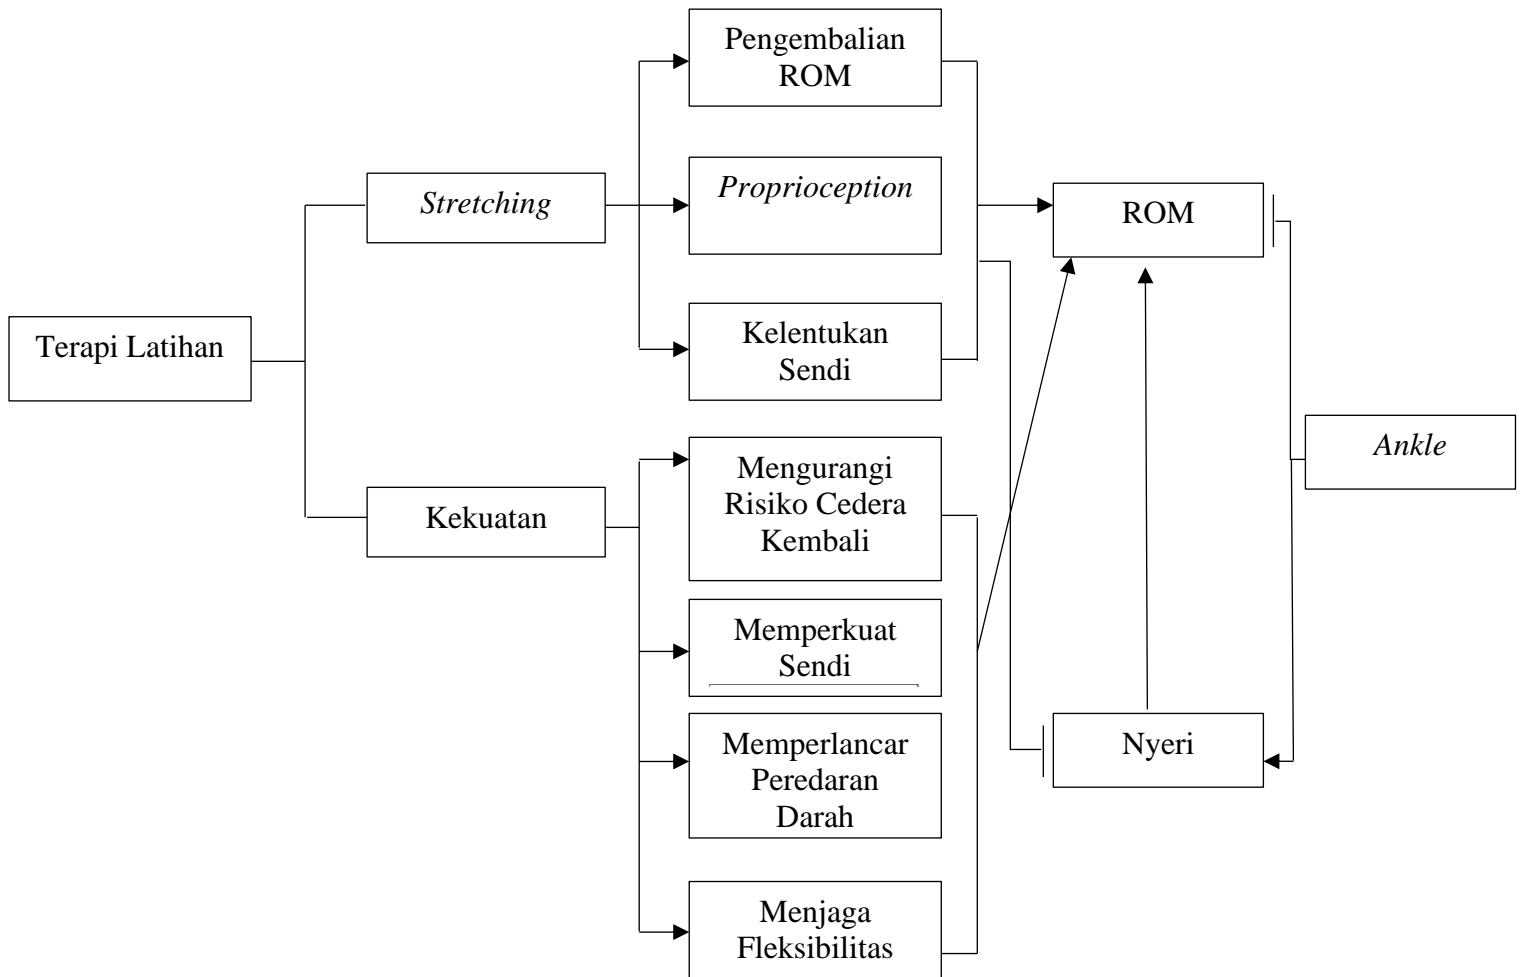 Pengembalian
ROM
Proprioception
Stretching
ROM
Kelentukan
Sendi
Terapi Latihan
Ankle
Mengurangi
Risiko Cedera
Kembali
Kekuatan
Memperkuat
Sendi
Memperlancar
Peredaran
Darah
Nyeri
Menjaga
Fleksibilitas